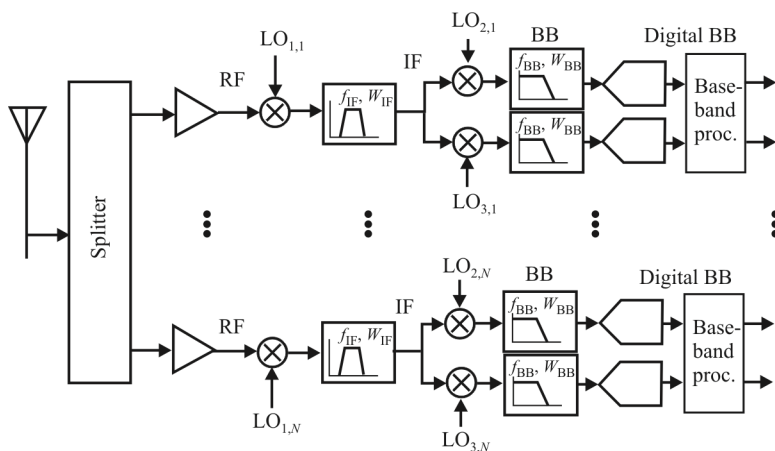 LO1,1
LO2,1
BB
Digital BB
RF
IF
fIF, WIF
fBB, WBB
fBB, WBB
Base-
band
proc.
LO3,1
Splitter
LO2,N
BB
Digital BB
RF
IF
fIF, WIF
fBB, WBB
fBB, WBB
Base-
band
proc.
LO1,N
LO3,N